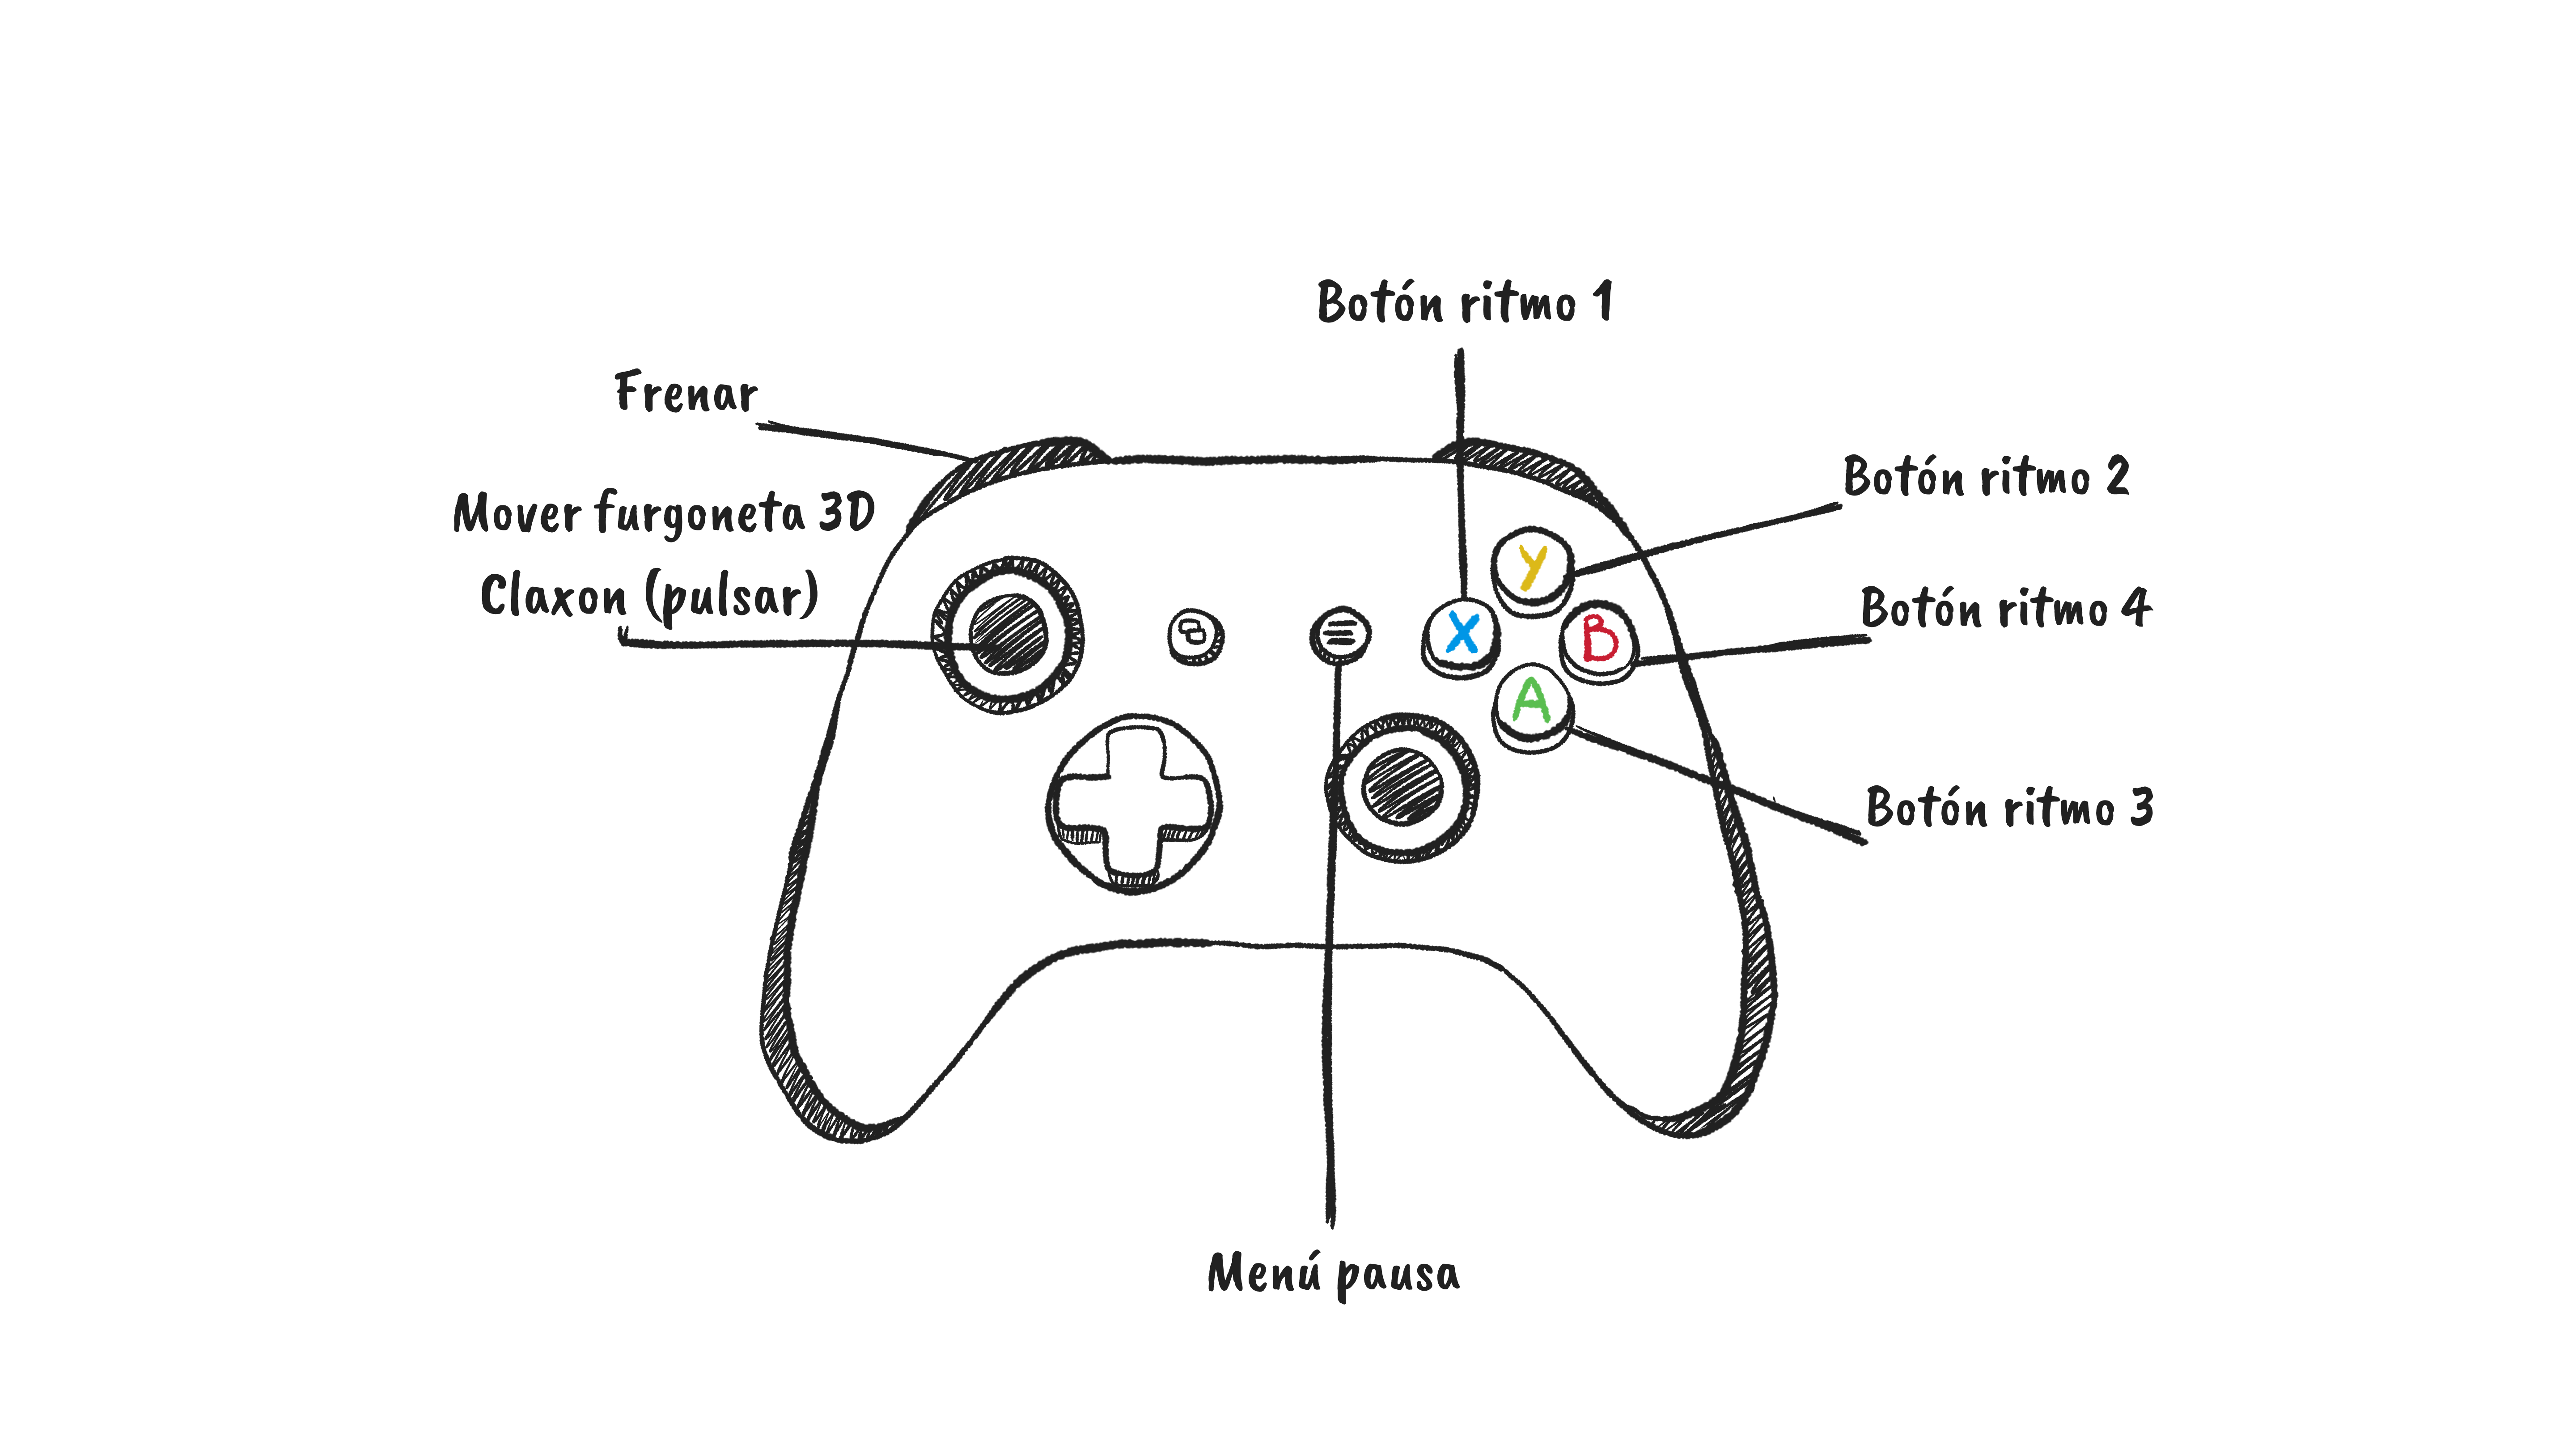 Botón ritmo 1
Frenar
Botón ritmo 2
Mover furgoneta 3D
Claxon (pulsar)
Y
Botón ritmo 4
X
B
A
Botón ritmo 3
Menú pausa